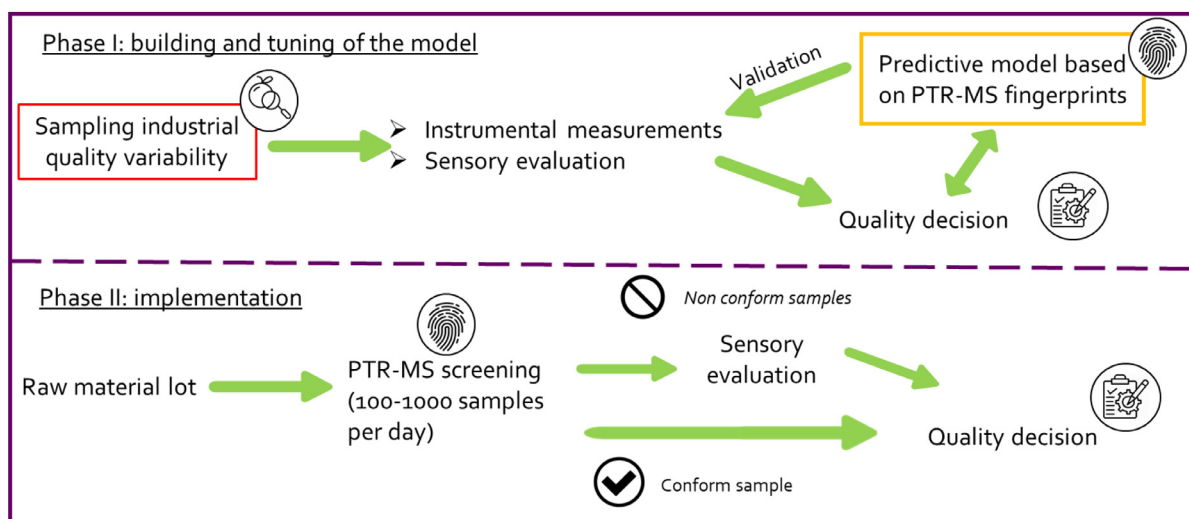 Phase I: building and tuning of the model
Sampling industrial
quality variability
Instrumental measurements
Sensory evaluation
Validation
Predictive model based
on PTR-MS fingerprints
Quality decision
Phase II: implementation
Raw material lot
PTR-MS screening
(100-1000 samples
per day)
Non conform samples
Sensory
evaluation
Conform sample
Quality decision